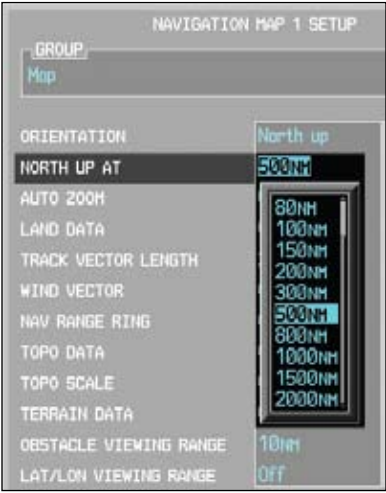 NAVIGATION MAP 1 SETUP
GROUP
Map
ORIENTATION North up
NORTH UP AT 500NM
AUTO ZOOM
LAND DATA
TRACK VECTOR LENGTH
WIND VECTOR
NAV RANGE RING
TOPO DATA
TOPO SCALE
TERRAIN DATA
OBSTACLE VIEWING RANGE 10NM
LAT/LON VIEWING RANGE Off
80NM
100NM
150NM
200NM
300NM
500NM
800NM
1000NM
1500NM
2000NM